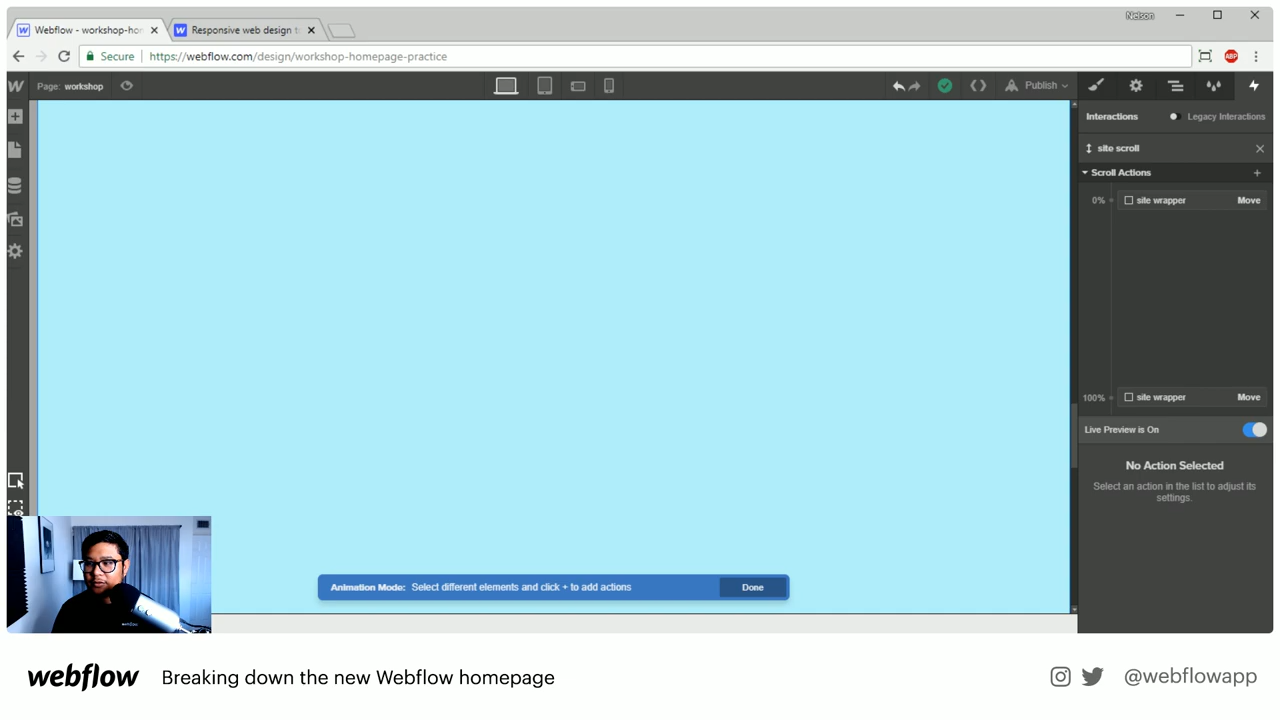 Nelson
Webflow - workshop-hor
Responsive web design t
Secure
https://webflow.com/design/workshop-homepage-practice
ABP
Page: workshop
Publish
Interactions
Legacy Interactions
site scroll
Scroll Actions
0%
site wrapper
Move
100%
site wrapper
Move
Live Preview is On
No Action Selected
Select an action in the list to adjust its
settings.
Animation Mode: Select different elements and click + to add actions
Done
webflow
Breaking down the new Webflow homepage
@webflowapp